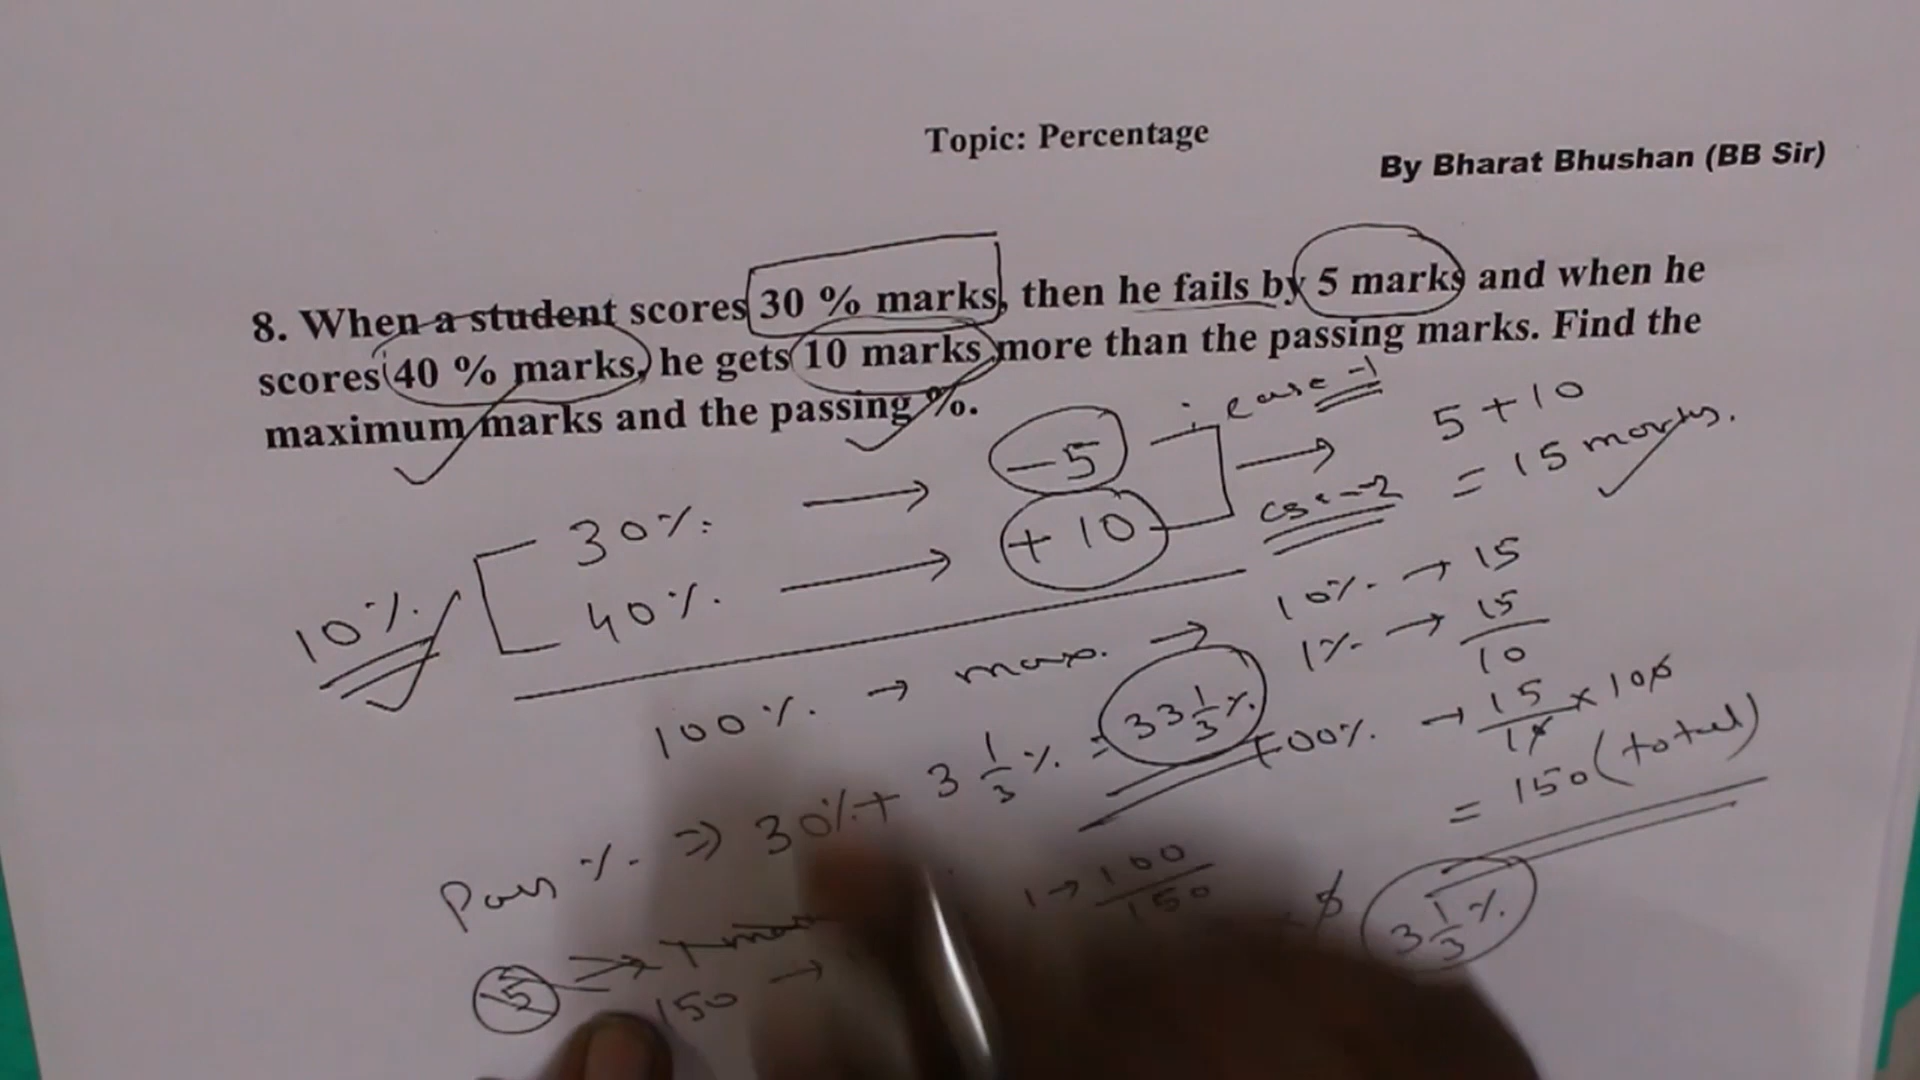 Topic: Percentage
By Bharat Bhushan (BB Sir)
8. When a student scores 30 % marks, then he fails by 5 marks and when he
scores 40 % marks, he gets 10 marks more than the passing marks. Find the
maximum marks and the passing %.
case-1
30% → -5 → 5+10
case-2 = 15 marks.
40% → +10
10%
10% → 15
1% → 15/10
100% → max. →
100% → 15/10 × 100
= 150 (total)
Pass % ⇒ 30% + 3 1/3 % = 33 1/3 %
1 → 100/150
3 1/3 %
5 ⇒
150 →